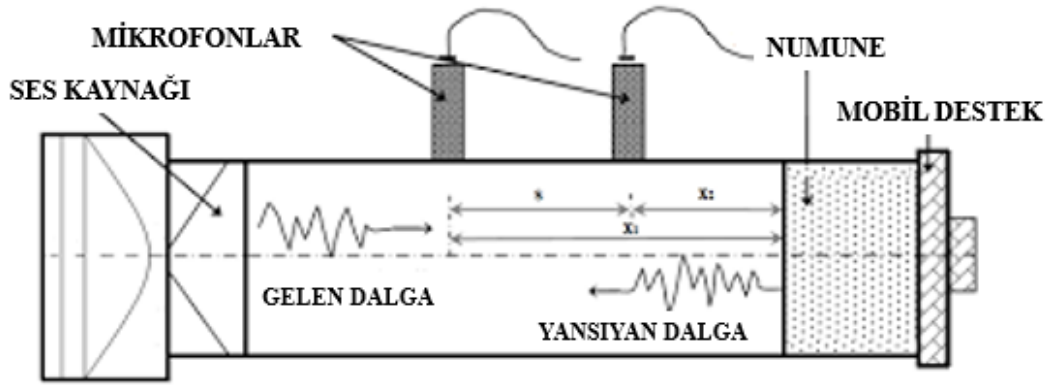 MİKROFONLAR
NUMUNE
SES KAYNAĞI
MOBİL DESTEK
s
x₂
x₁
GELEN DALGA
YANSIYAN DALGA